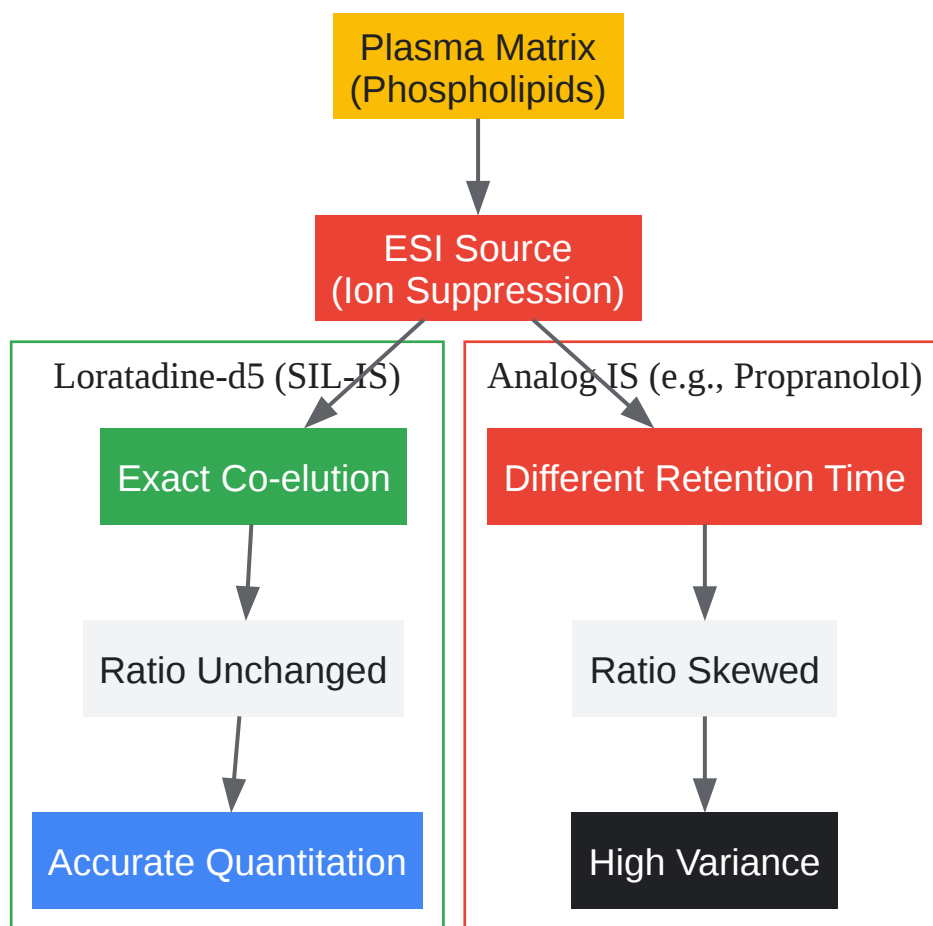 Plasma Matrix
(Phospholipids)
ESI Source
(Ion Suppression)
Loratadine-d5 (SIL-IS)
Analog IS (e.g., Propranolol)
Exact Co-elution
Different Retention Time
Ratio Unchanged
Ratio Skewed
Accurate Quantitation
High Variance